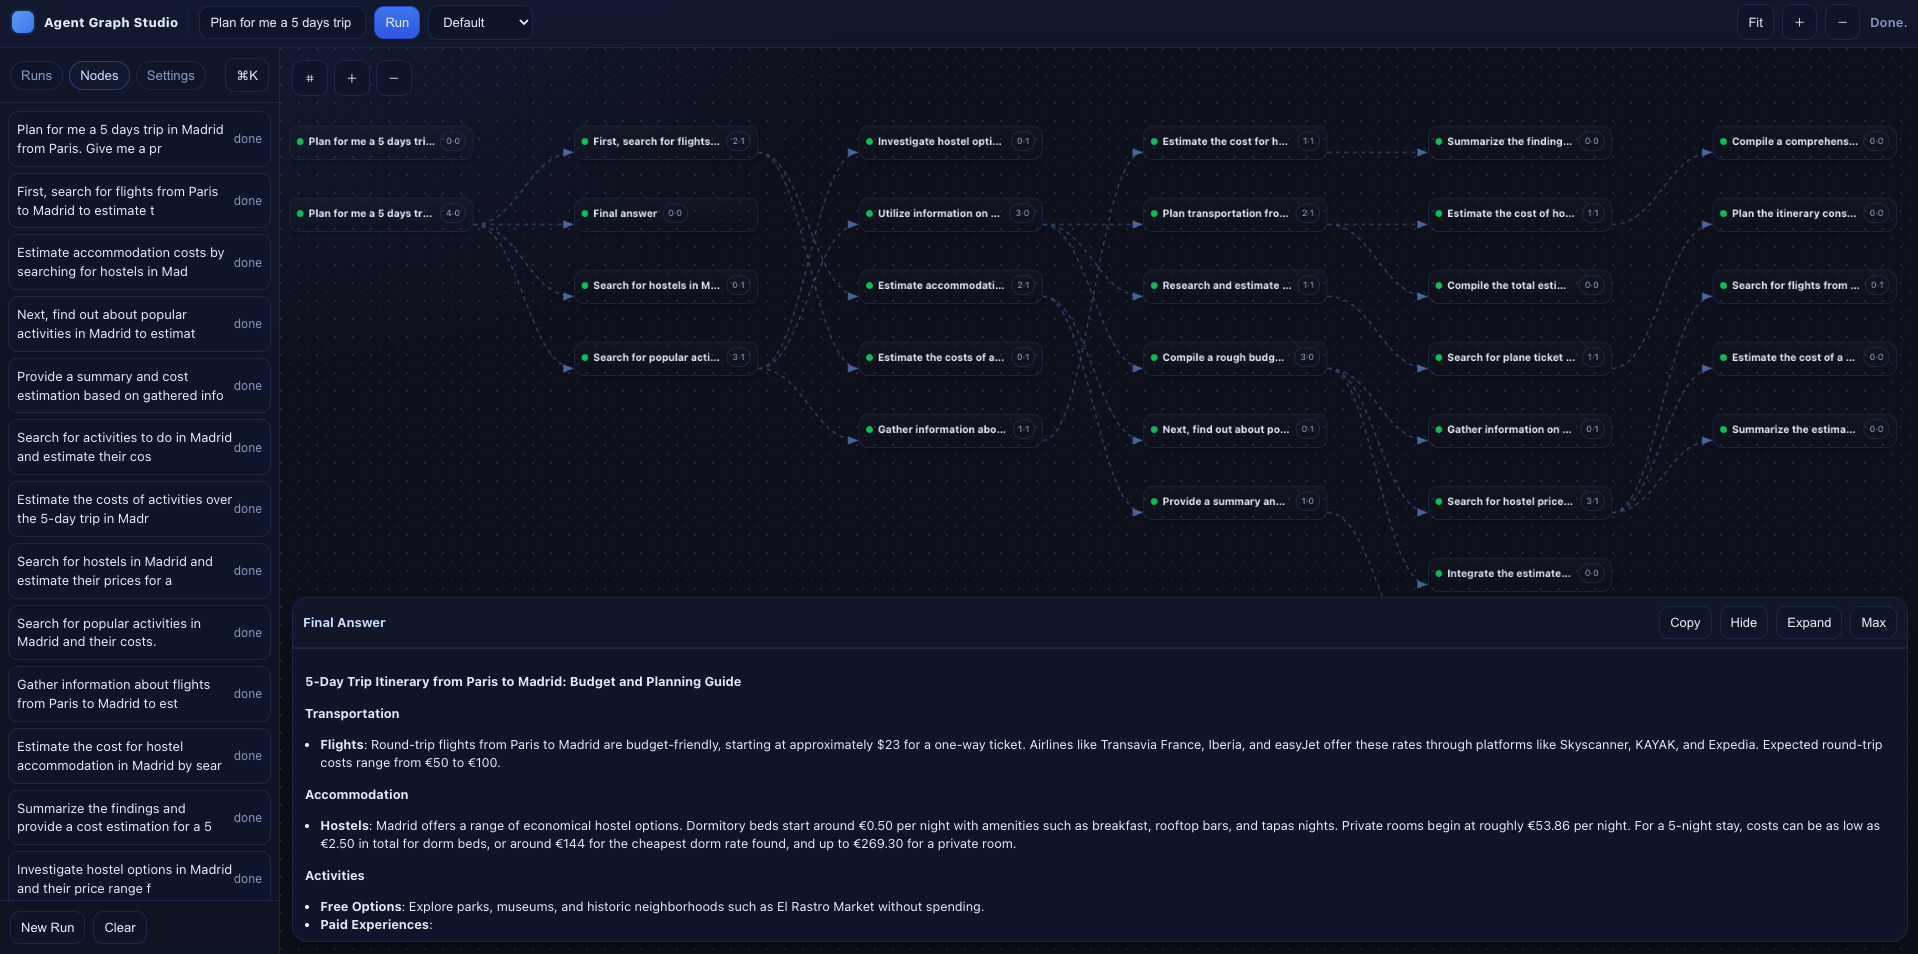 Agent Graph Studio
Plan for me a 5 days trip
Run
Default
Fit
+
−
Done.
Runs
Nodes
Settings
⌘K
#
+
−
Plan for me a 5 days trip in Madrid
from Paris. Give me a pr
done
First, search for flights from Paris
to Madrid to estimate t
done
Estimate accommodation costs by
searching for hostels in Mad
done
Next, find out about popular
activities in Madrid to estimat
done
Provide a summary and cost
estimation based on gathered info
done
Search for activities to do in Madrid
and estimate their cos
done
Estimate the costs of activities over
the 5-day trip in Madr
done
Search for hostels in Madrid and
estimate their prices for a
done
Search for popular activities in
Madrid and their costs.
done
Gather information about flights
from Paris to Madrid to est
done
Estimate the cost for hostel
accommodation in Madrid by sear
done
Summarize the findings and
provide a cost estimation for a 5
done
Investigate hostel options in Madrid
and their price range f
done
New Run
Clear
Plan for me a 5 days tri... 0·0
Plan for me a 5 days tr... 4·0
First, search for flights... 2·1
Final answer 0·0
Search for hostels in M... 0·1
Search for popular acti... 3·1
Investigate hostel opti... 0·1
Utilize information on ... 3·0
Estimate accommodati... 2·1
Estimate the costs of a... 0·1
Gather information abo... 1·1
Estimate the cost for h... 1·1
Plan transportation fro... 2·1
Research and estimate ... 1·1
Compile a rough budg... 3·0
Next, find out about po... 0·1
Provide a summary an... 1·0
Summarize the finding... 0·0
Estimate the cost of ho... 1·1
Compile the total esti... 0·0
Search for plane ticket ... 1·1
Gather information on ... 0·1
Search for hostel price... 3·1
Integrate the estimate... 0·0
Compile a comprehens... 0·0
Plan the itinerary cons... 0·0
Search for flights from ... 0·1
Estimate the cost of a ... 0·0
Summarize the estima... 0·0
Final Answer
Copy
Hide
Expand
Max
5-Day Trip Itinerary from Paris to Madrid: Budget and Planning Guide
Transportation
• Flights: Round-trip flights from Paris to Madrid are budget-friendly, starting at approximately $23 for a one-way ticket. Airlines like Transavia France, Iberia, and easyJet offer these rates through platforms like Skyscanner, KAYAK, and Expedia. Expected round-trip
costs range from €50 to €100.
Accommodation
• Hostels: Madrid offers a range of economical hostel options. Dormitory beds start around €0.50 per night with amenities such as breakfast, rooftop bars, and tapas nights. Private rooms begin at roughly €53.86 per night. For a 5-night stay, costs can be as low as
€2.50 in total for dorm beds, or around €144 for the cheapest dorm rate found, and up to €269.30 for a private room.
Activities
• Free Options: Explore parks, museums, and historic neighborhoods such as El Rastro Market without spending.
• Paid Experiences: